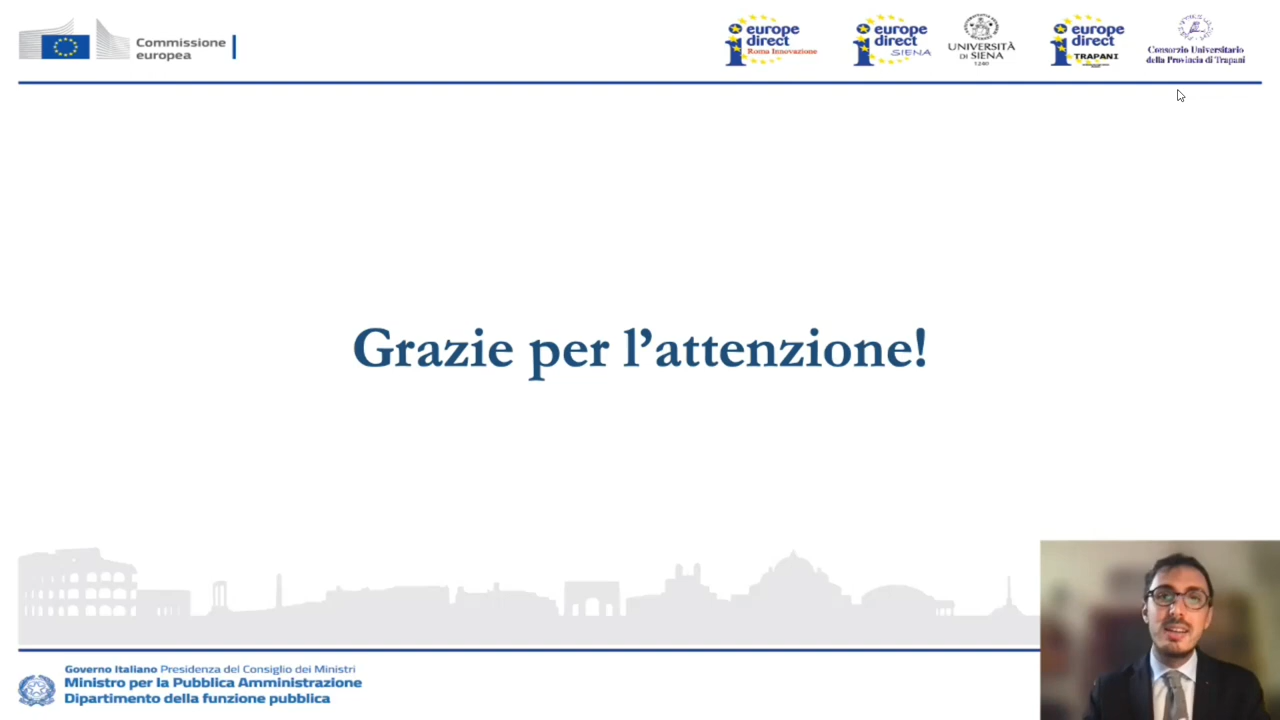 Commissione
europea
europe
direct
Roma Innovazione
europe
direct
SIENA
UNIVERSITÀ
DI SIENA
1240
europe
direct
TRAPANI
Consorzio Universitario
della Provincia di Trapani
Grazie per l’attenzione!
Governo Italiano Presidenza del Consiglio dei Ministri
Ministro per la Pubblica Amministrazione
Dipartimento della funzione pubblica